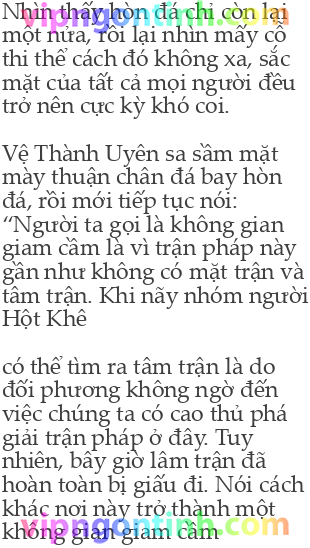 Nhìn thấy hòn đá chỉ còn lại
vipngontinh.com
một nửa, rồi lại nhìn mấy cỗ
thi thể cách đó không xa, sắc
mặt của tất cả mọi người đều
trở nên cực kỳ khó coi.
Vệ Thành Uyên sa sầm mặt
mày thuận chân đá bay hòn
đá, rồi mới tiếp tục nói:
“Người ta gọi là không gian
giam cầm là vì trận pháp này
gần như không có mặt trận và
tâm trận. Khi nãy nhóm người
Hột Khê
có thể tìm ra tâm trận là do
đối phương không ngờ đến
việc chúng ta có cao thủ phá
giải trận pháp ở đây. Tuy
nhiên, bây giờ lâm trận đã
hoàn toàn bị giấu đi. Nói cách
khác nơi này trở thành một
vipngontinh.com
không gian giam cầm